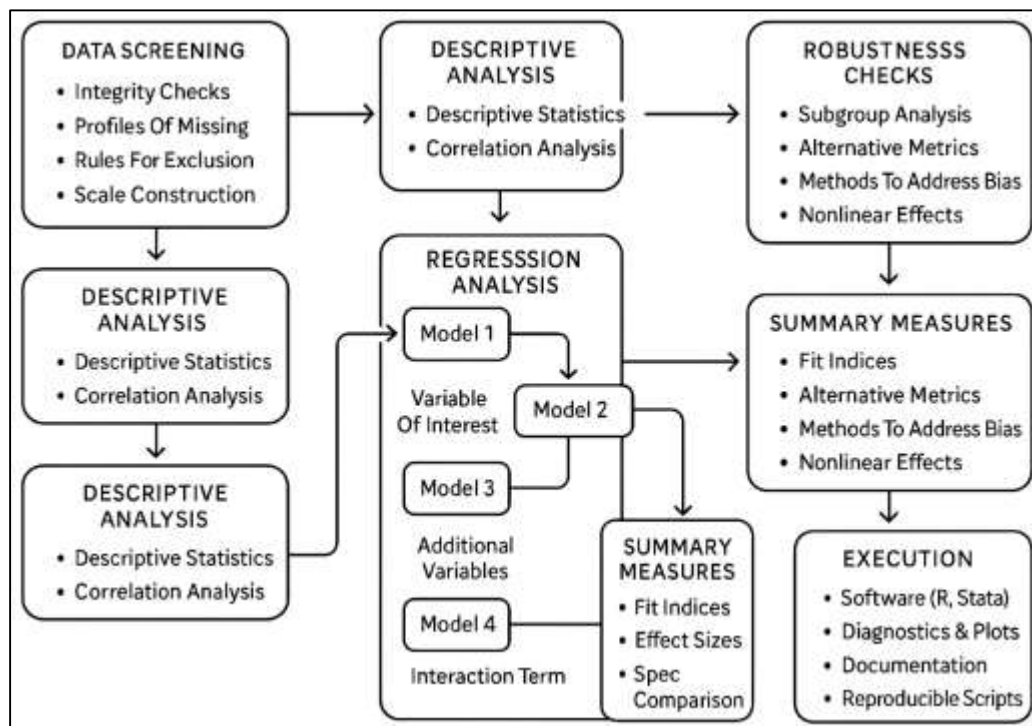 DATA SCREENING
• Integrity Checks
• Profiles Of Missing
• Rules For Exclusion
• Scale Construction
DESCRIPTIVE
ANALYSIS
• Descriptive Statistics
• Correlation Analysis
ROBUSTNESSS
CHECKS
• Subgroup Analysis
• Alternative Metrics
• Methods To Address Bias
• Nonlinear Effects
DESCRIPTIVE
ANALYSIS
• Descriptive Statistics
• Correlation Analysis
DESCRIPTIVE
ANALYSIS
• Descriptive Statistics
• Correlation Analysis
REGRESSSION
ANALYSIS
Model 1
Variable
Of Interest
Model 2
Model 3
Additional
Variables
Model 4
Interaction Term
SUMMARY
MEASURES
• Fit Indices
• Effect Sizes
• Spec
Comparison
SUMMARY MEASURES
• Fit Indices
• Alternative Metrics
• Methods To Address Bias
• Nonlinear Effects
EXECUTION
• Software (R, Stata)
• Diagnostics & Plots
• Documentation
• Reproducible Scripts